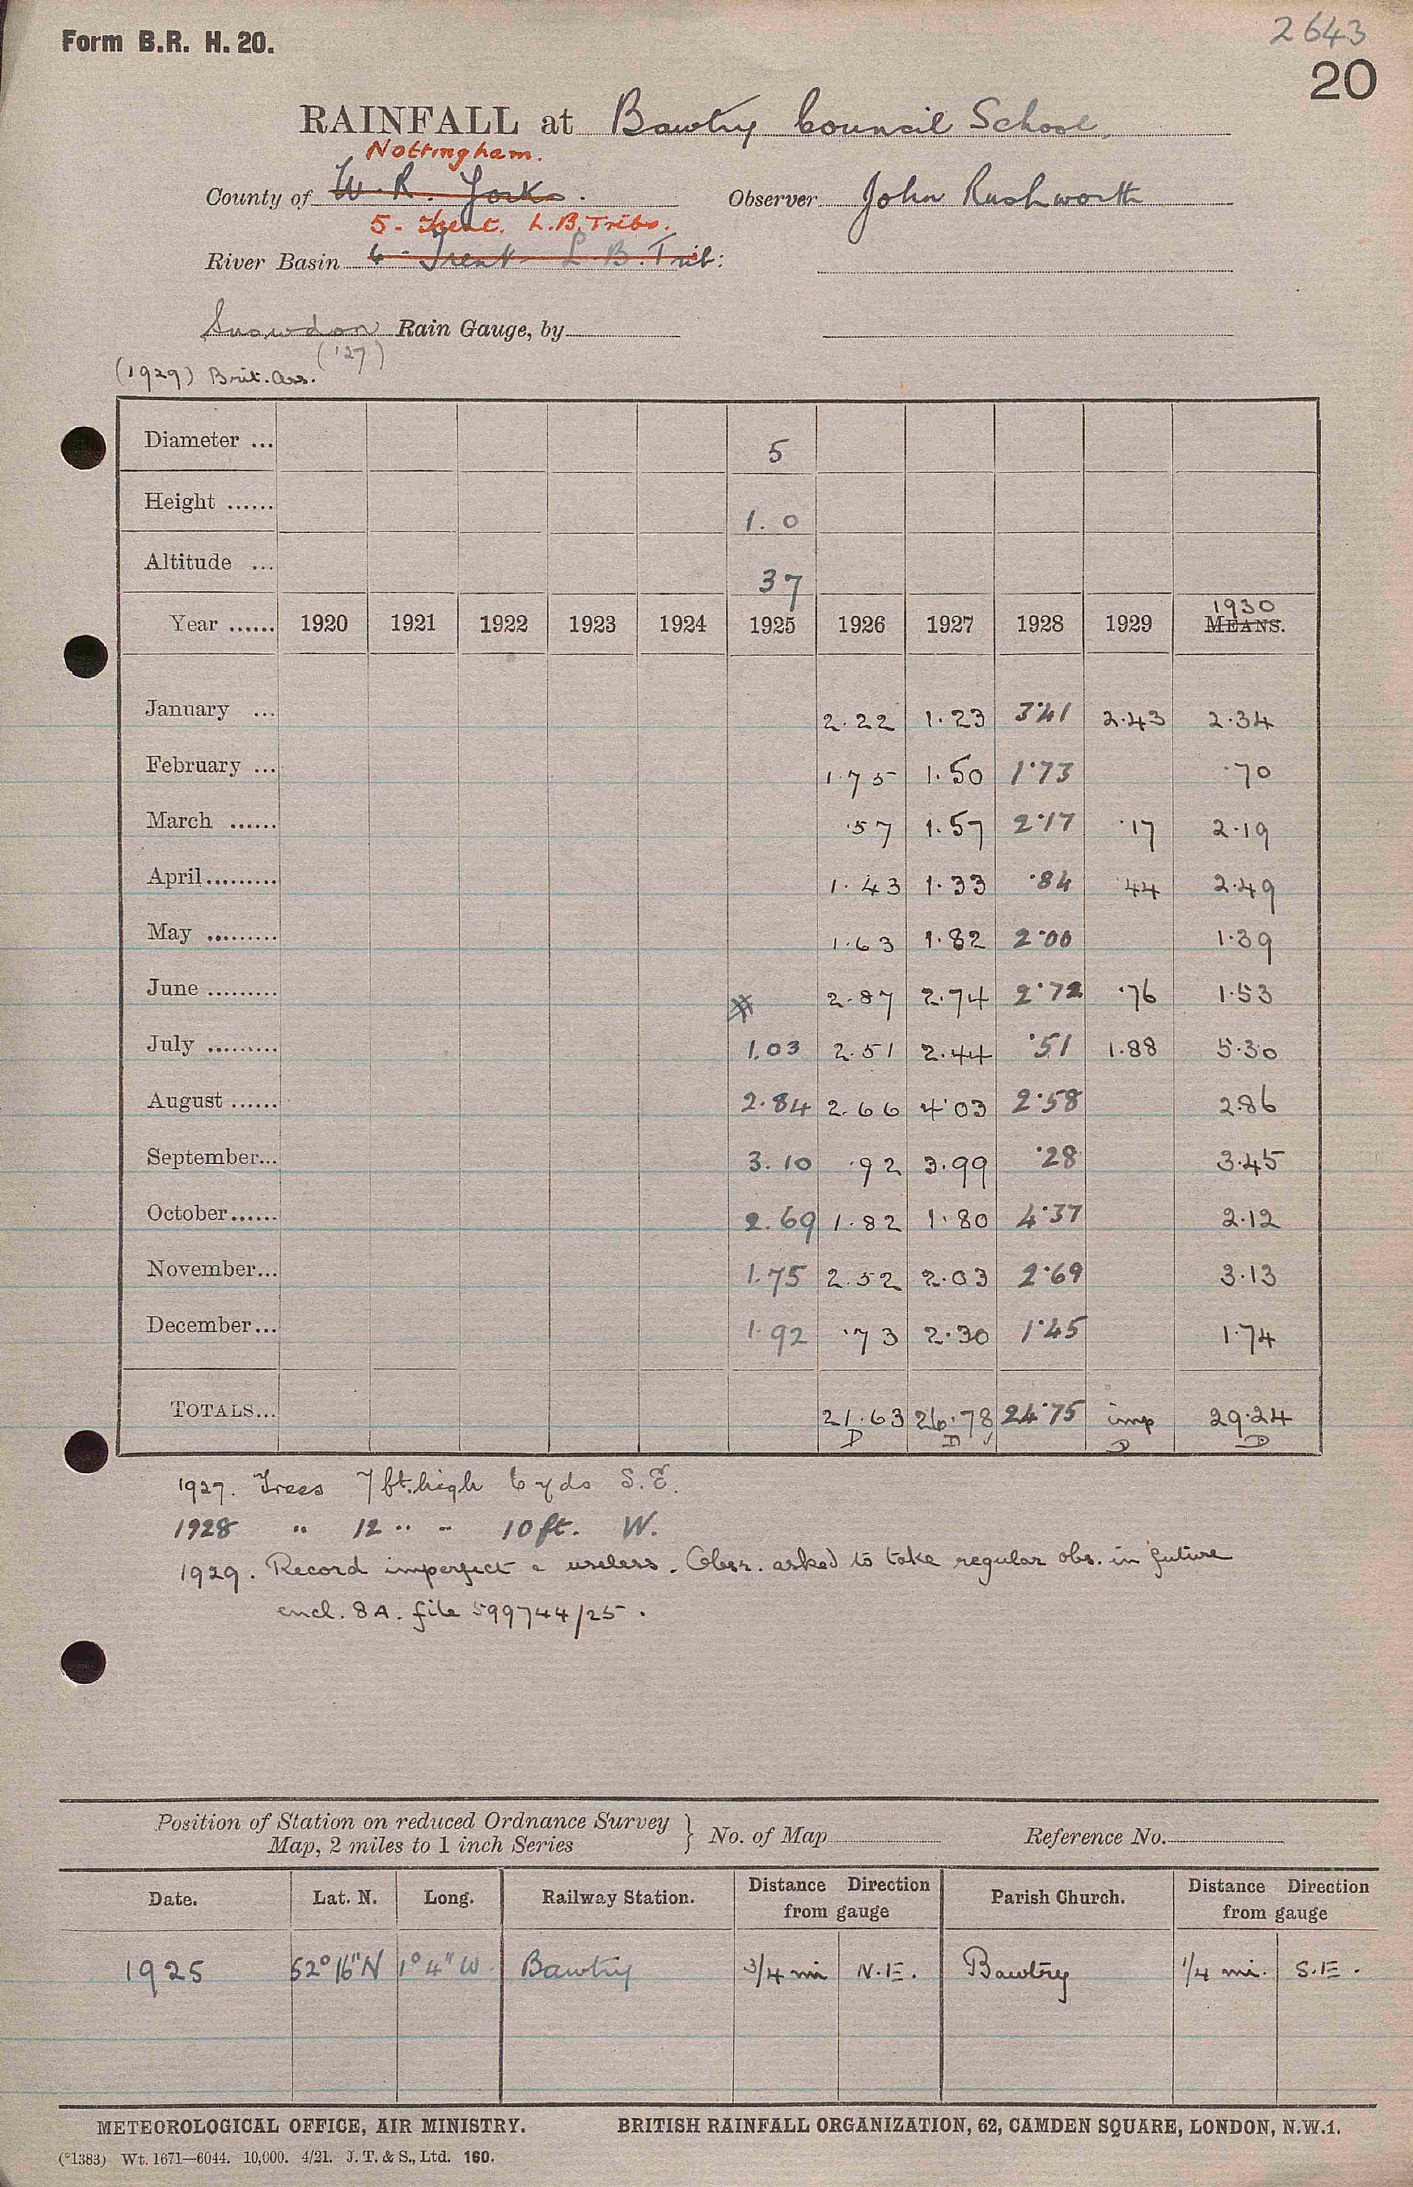 Form B.R. H. 20.
2643
20
RAINFALL at Bawtry Council School.
Nottingham.
County of W. R. Yorks. Observer John Rushworth
5 - Trent. L.B. Tribs.
River Basin 6 - Trent - L.B. Trib:
Snowdon Rain Gauge, by
('27)
(1929) Brit. Ass.
Diameter ... 5
Height ...... 1.0
Altitude ... 37
1930
Year ...... 1920 1921 1922 1923 1924 1925 1926 1927 1928 1929 MEANS.
January ... 2.22 1.23 3.41 2.43 2.34
February ... 1.75 1.50 1.73 .70
March ...... .57 1.57 2.17 .17 2.19
April......... 1.43 1.33 .84 .44 2.49
May ......... 1.63 1.82 2.00 1.39
June ......... 2.87 2.74 2.72 .76 1.53
July ......... 1.03 2.51 2.44 .51 1.88 5.30
August ...... 2.84 2.66 4.03 2.58 2.86
September... 3.10 .92 3.99 .28 3.45
October...... 2.69 1.82 1.80 4.37 2.12
November... 1.75 2.52 2.03 2.69 3.13
December... 1.92 .73 2.30 1.45 1.74
TOTALS... 21.63 26.78 24.75 imp 29.24
D D D D
1927. Trees 7 ft. high 6 yds S.E.
1928 " 12 " " 10 ft. W.
1929. Record imperfect & useless. Obsr. asked to take regular obs. in future
encl. 8A. file 599744/25.
Position of Station on reduced Ordnance Survey
Map, 2 miles to 1 inch Series } No. of Map Reference No.
Date. Lat. N. Long. Railway Station. Distance Direction from gauge Parish Church. Distance Direction from gauge
1925 52° 16" N 1° 4" W. Bawtry 3/4 mi N.E. Bawtry 1/4 mi. S.E.
METEOROLOGICAL OFFICE, AIR MINISTRY. BRITISH RAINFALL ORGANIZATION, 62, CAMDEN SQUARE, LONDON, N.W.1.
(*1383) Wt. 1671—6044. 10,000. 4/21. J. T. & S., Ltd. 160.